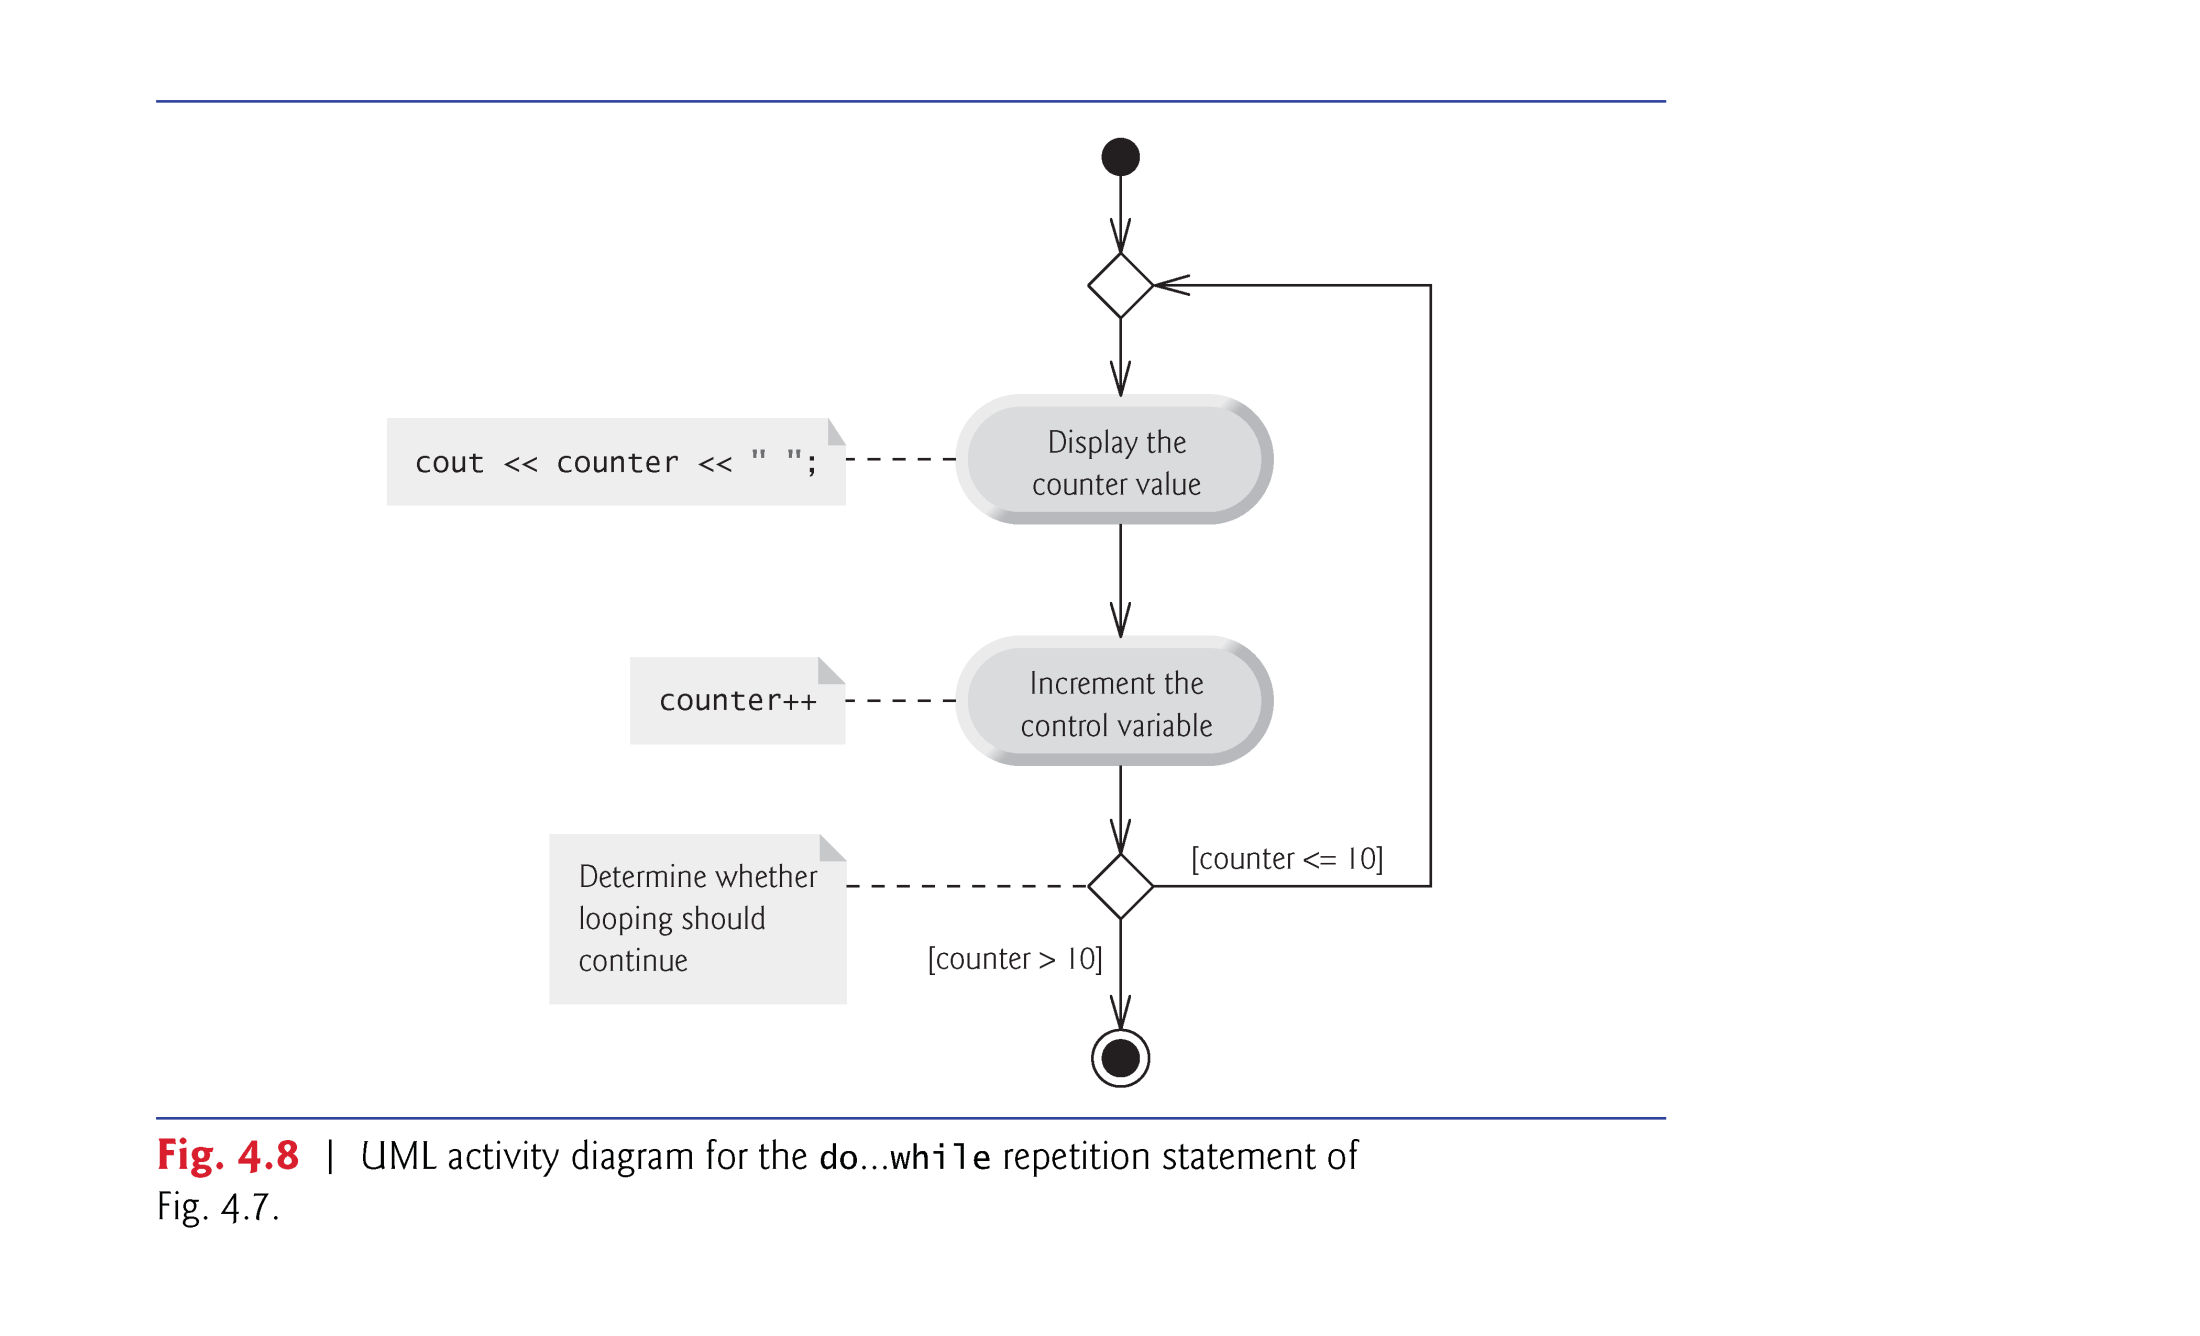 Display the
counter value
cout << counter << " ";
Increment the
control variable
counter++
Determine whether
looping should
continue
[counter <= 10]
[counter > 10]
Fig. 4.8 | UML activity diagram for the do...while repetition statement of
Fig. 4.7.